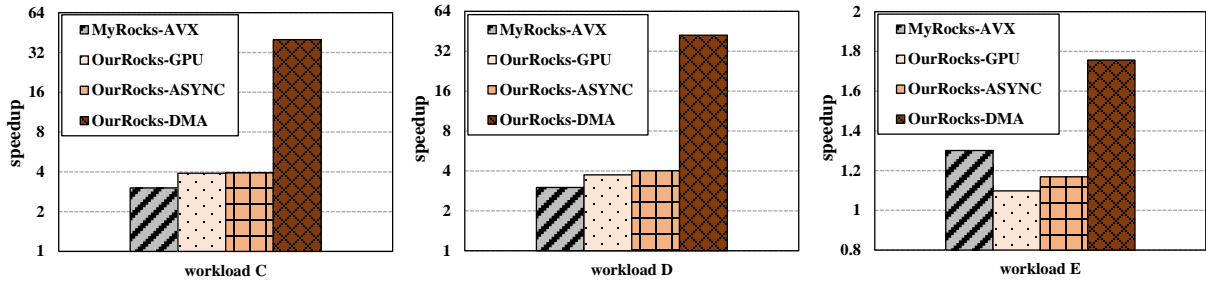 speedup
64
32
16
8
4
2
1
MyRocks-AVX
OurRocks-GPU
OurRocks-ASYNC
OurRocks-DMA
workload C
speedup
64
32
16
8
4
2
1
MyRocks-AVX
OurRocks-GPU
OurRocks-ASYNC
OurRocks-DMA
workload D
speedup
2
1.8
1.6
1.4
1.2
1
0.8
MyRocks-AVX
OurRocks-GPU
OurRocks-ASYNC
OurRocks-DMA
workload E